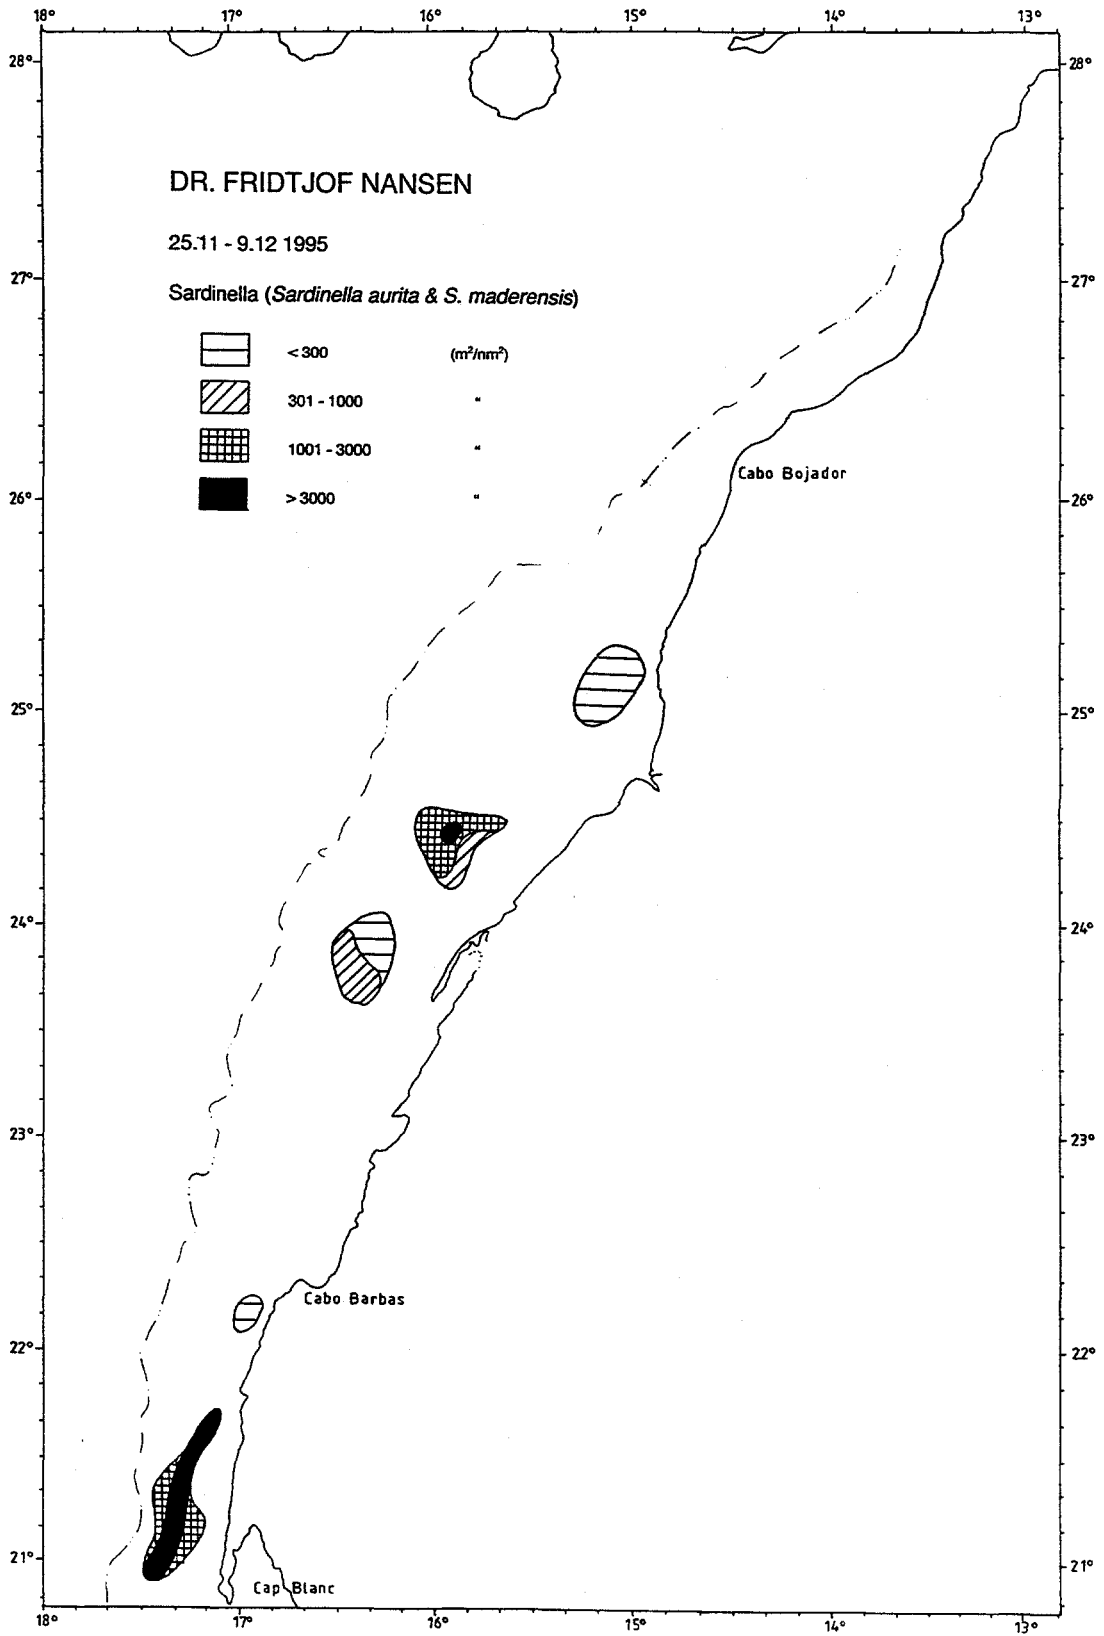 18° 17° 16° 15° 14° 13°
28° 28°
DR. FRIDTJOF NANSEN
25.11 - 9.12 1995
27° 27°
Sardinella (Sardinella aurita & S. maderensis)
<300 (m²/nm²)
301 - 1000 "
1001 - 3000 "
>3000 "
Cabo Bojador
26° 26°
25° 25°
24° 24°
23° 23°
Cabo Barbas
22° 22°
21° 21°
Cap Blanc
18° 17° 16° 15° 14° 13°